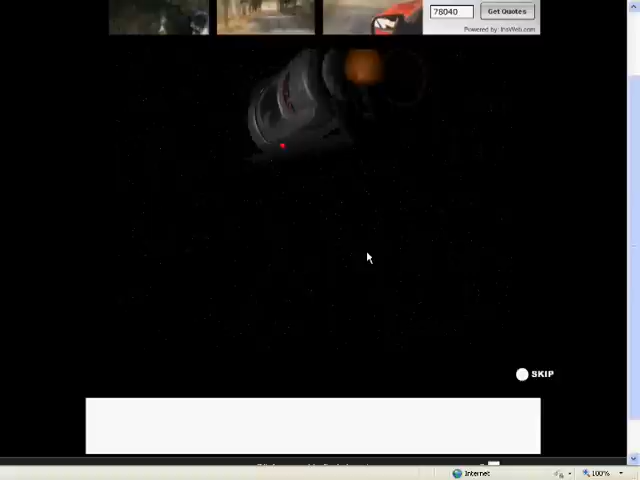 78040
Get Quotes
Powered by: InsWeb.com
SKIP
Internet
100%